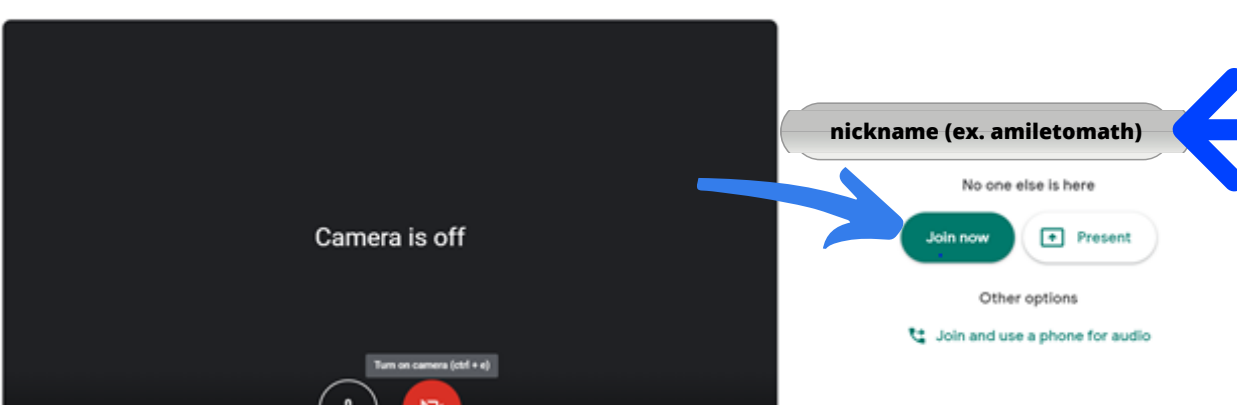 nickname (ex. amiletomath)
No one else is here
Camera is off
Join now
Present
Other options
Join and use a phone for audio
Turn on camera (ctrl + e)